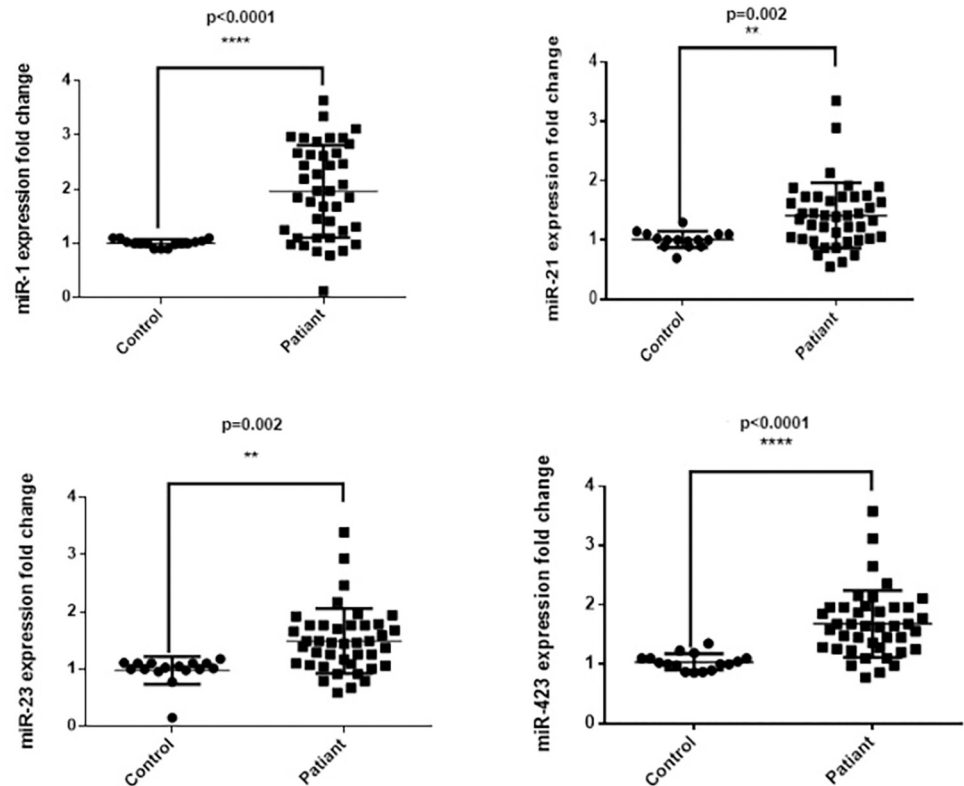 p<0.0001
****
miR-1 expression fold change
4
3
2
1
0
Control
Patiant
p=0.002
**
miR-21 expression fold change
4
3
2
1
0
Control
Patiant
p=0.002
**
miR-23 expression fold change
4
3
2
1
0
Control
Patiant
p<0.0001
****
miR-423 expression fold change
4
3
2
1
0
Control
Patiant